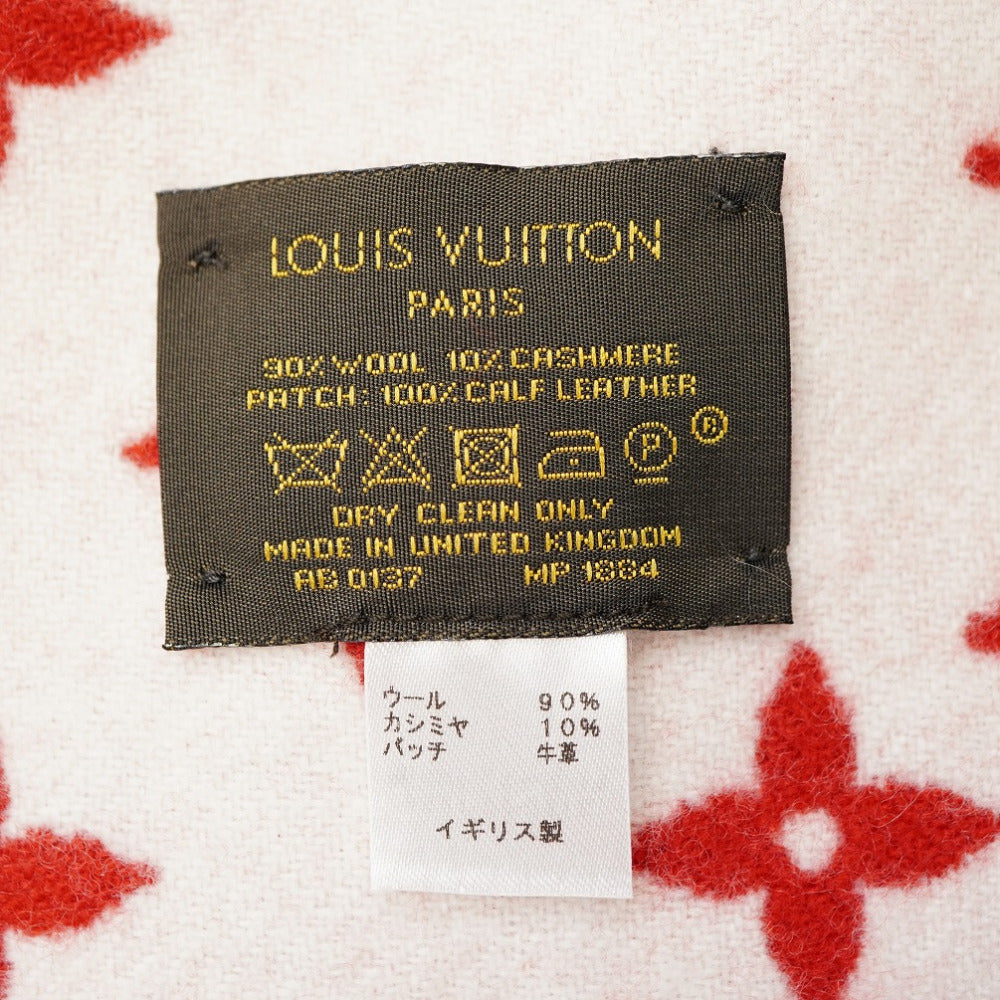 LOUIS VUITTON
PARIS
90% WOOL 10% CASHMERE
PATCH: 100% CALF LEATHER
P ®
DRY CLEAN ONLY
MADE IN UNITED KINGDOM
AB 0137 MP 1884
ウール 90%
カシミヤ 10%
パッチ 牛革
イギリス製